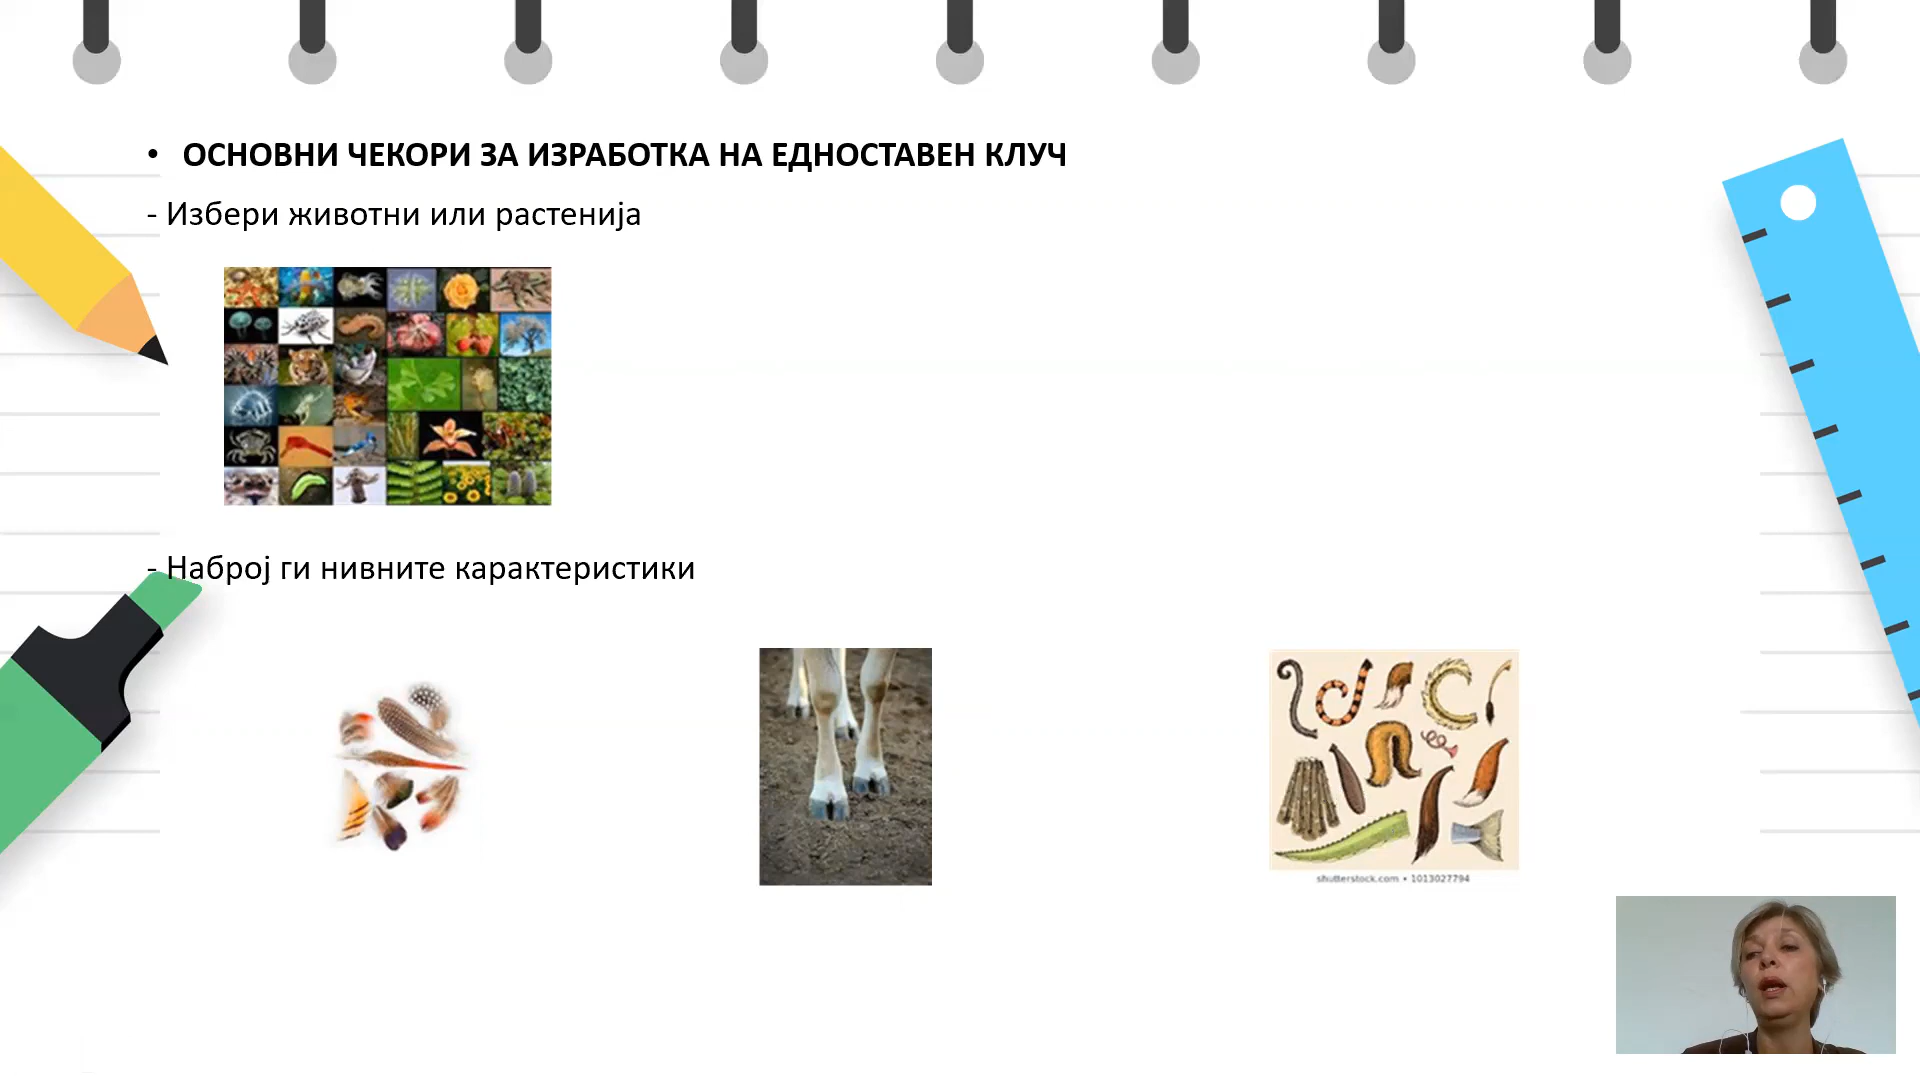 • ОСНОВНИ ЧЕКОРИ ЗА ИЗРАБОТКА НА ЕДНОСТАВЕН КЛУЧ
- Избери животни или растенија
- Наброј ги нивните карактеристики
shutterstock.com • 1013027794